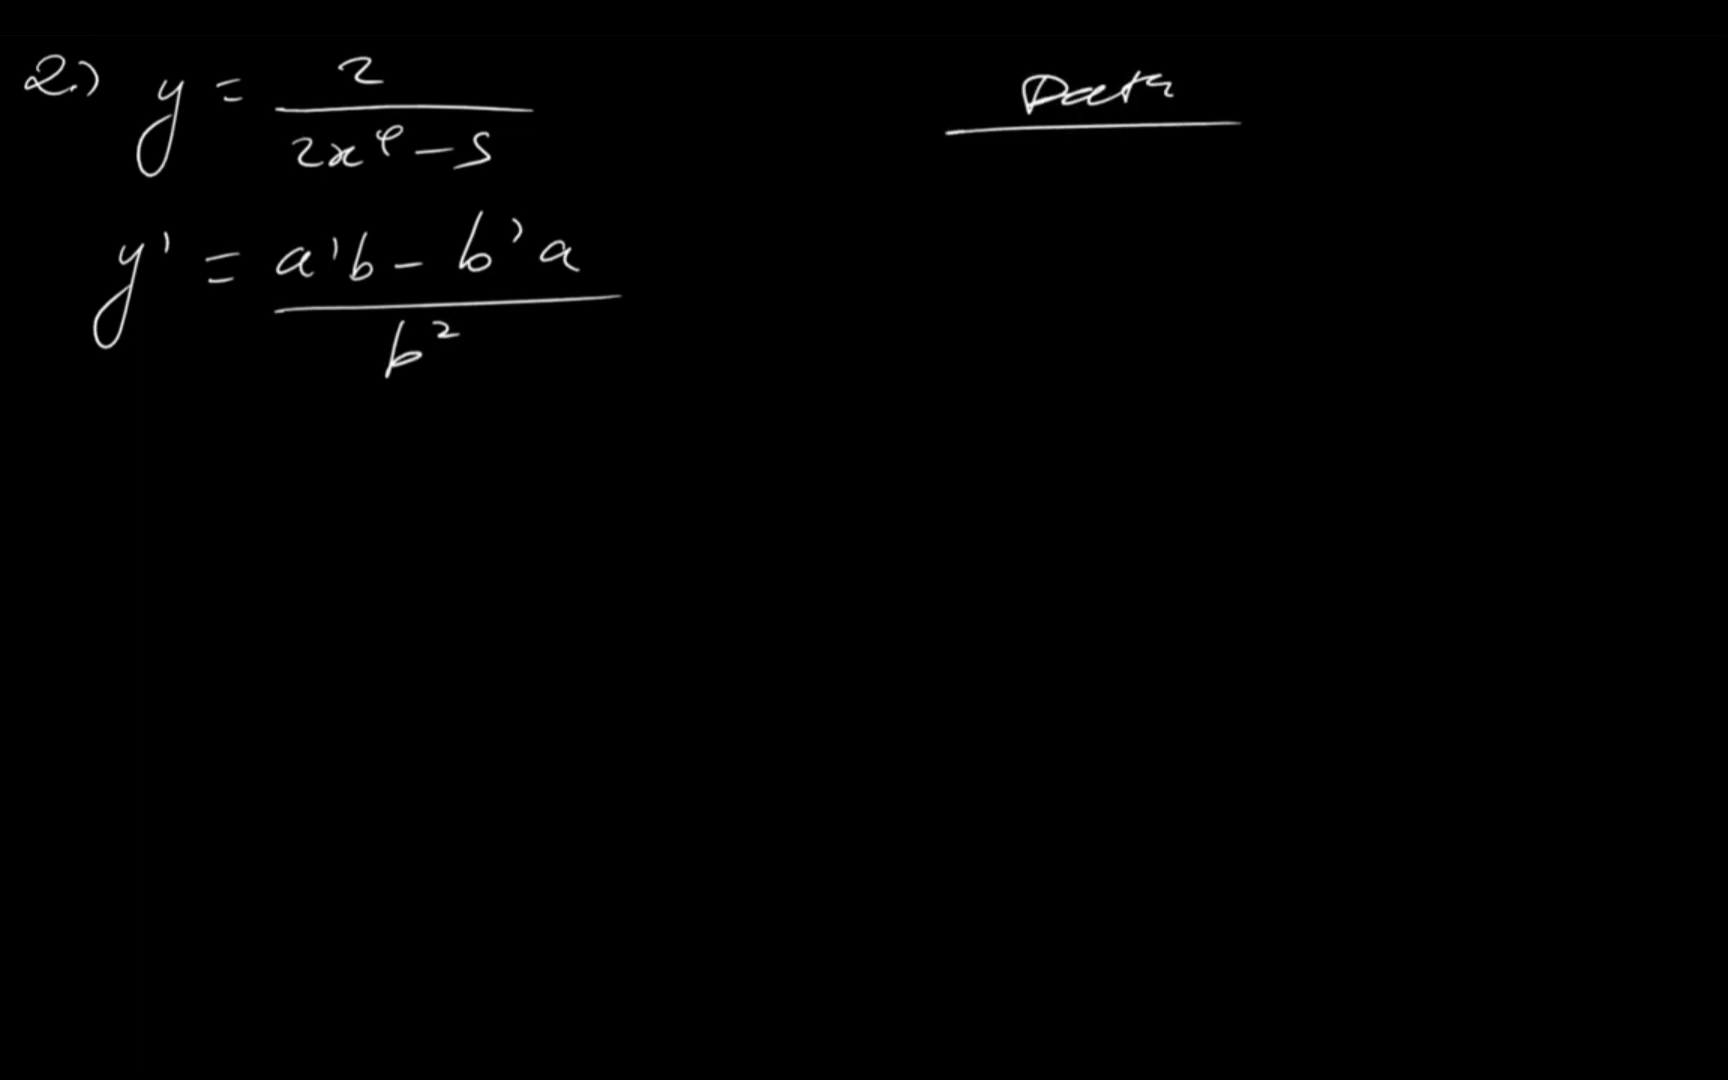 2.) y = 2 / (2x⁴ - 5)
Data
y' = (a'b - b'a) / b²